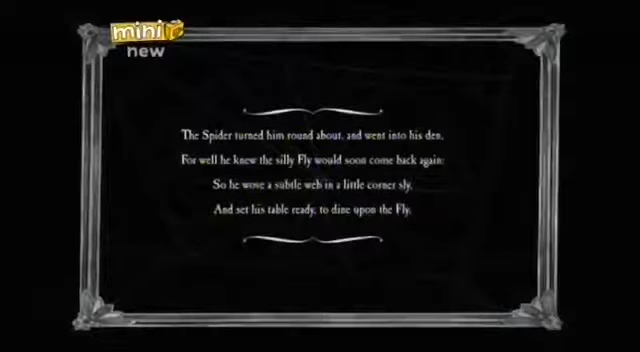 mini
new
The Spider turned him round about, and went into his den,
For well he knew the silly Fly would soon come back again:
So he wove a subtle web in a little corner sly,
And set his table ready, to dine upon the Fly.